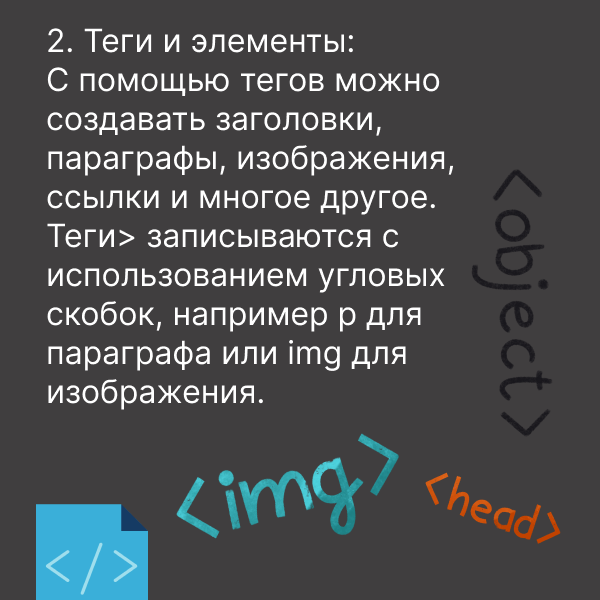 2. Теги и элементы:
С помощью тегов можно
создавать заголовки,
параграфы, изображения,
ссылки и многое другое.
Теги> записываются с
использованием угловых
скобок, например p для
параграфа или img для
изображения.
<object>
<img>
<head>
</>